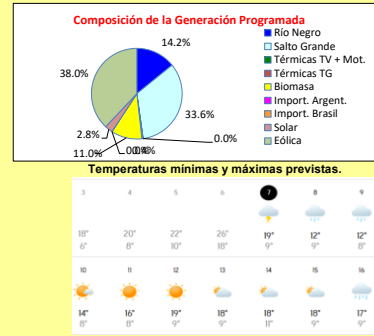 Composición de la Generación Programada
14.2%
33.6%
0.0%
11.0%
2.8%
38.0%
Río Negro
Salto Grande
Térmicas TV + Mot.
Térmicas TG
Biomasa
Import. Argent.
Import. Brasil
Solar
Eólica
Temperaturas mínimas y máximas previstas.
3 4 5 6 7 8 9
18° 20° 22° 26° 19° 12° 12°
6° 8° 10° 18° 9° 9° 8°
10 11 12 13 14 15 16
14° 16° 19° 18° 18° 18° 17°
8° 8° 9° 9° 11° 9° 9°